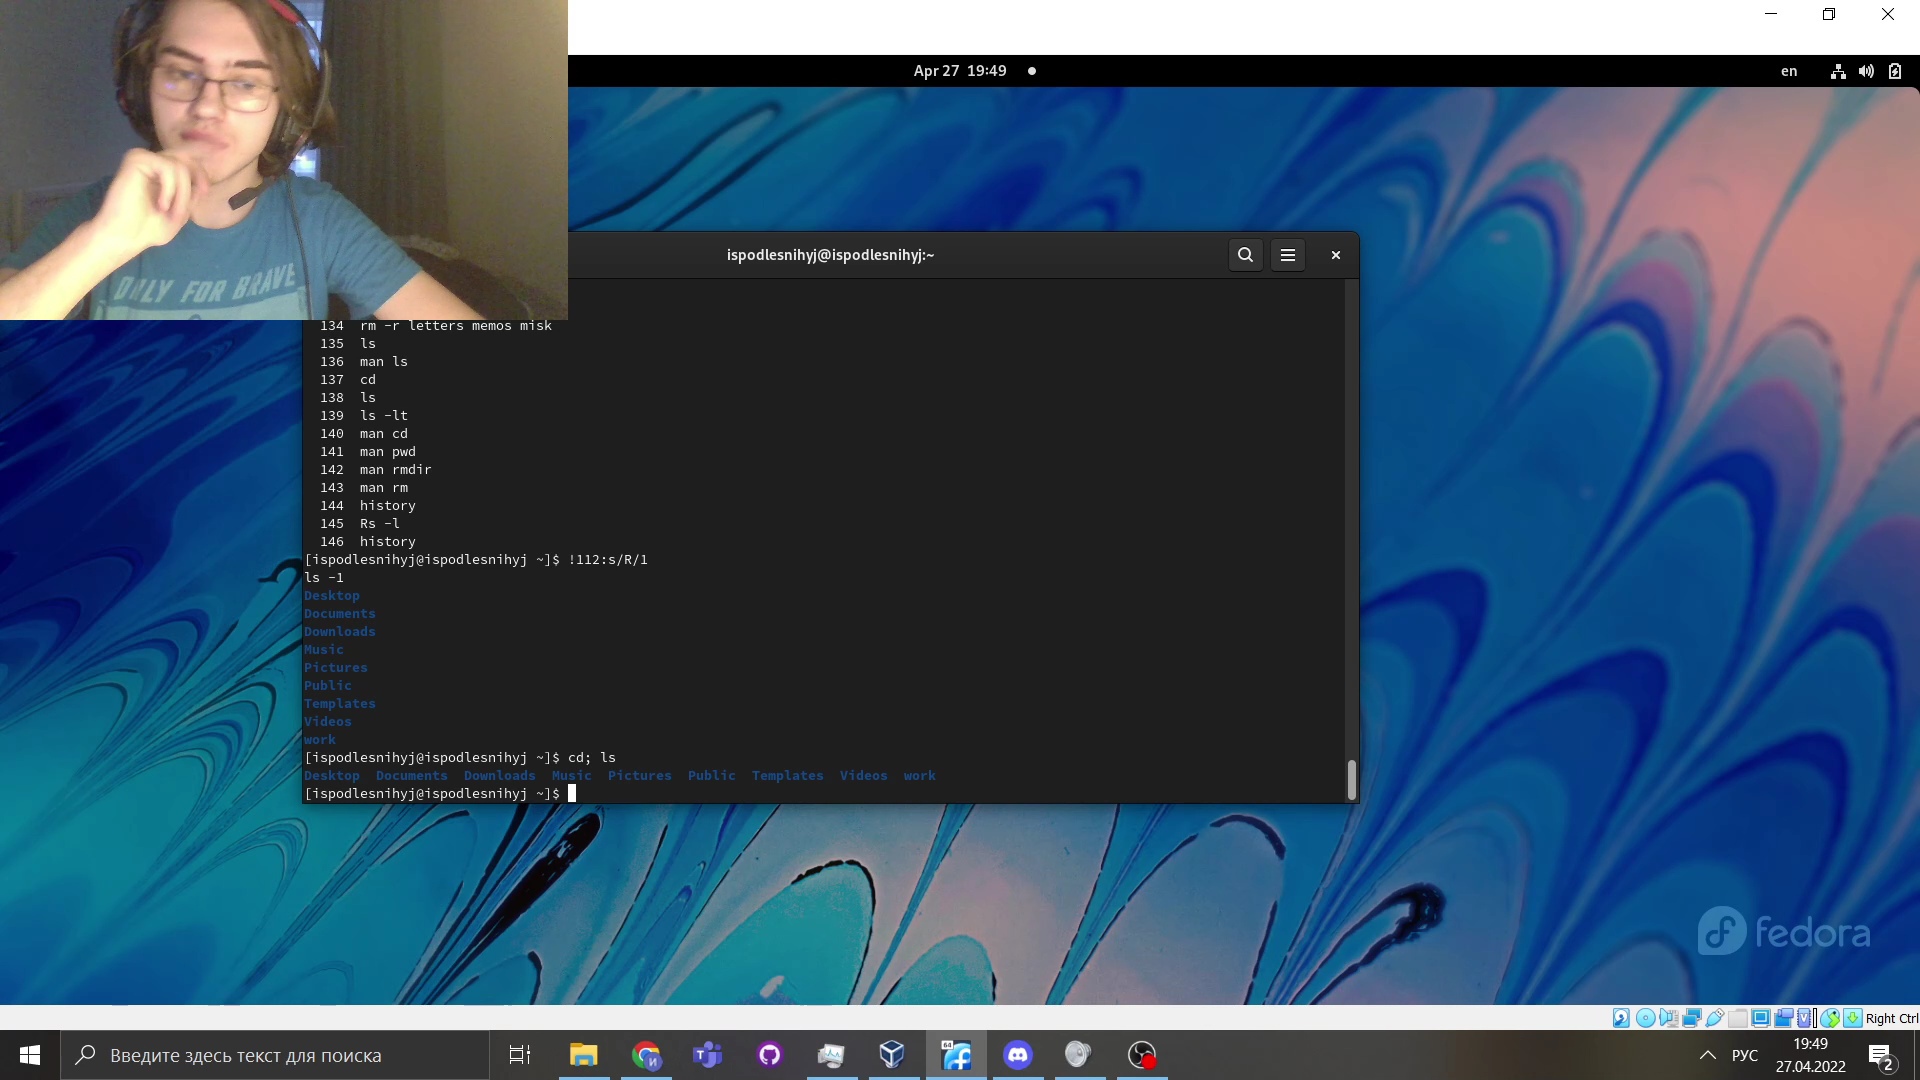 Apr 27 19:49
en
ispodlesnihyj@ispodlesnihyj:~
ONLY FOR BRAVE
134 rm -r letters memos misk
135 ls
136 man ls
137 cd
138 ls
139 ls -lt
140 man cd
141 man pwd
142 man rmdir
143 man rm
144 history
145 Rs -l
146 history
[ispodlesnihyj@ispodlesnihyj ~]$ !112:s/R/1
ls -1
Desktop
Documents
Downloads
Music
Pictures
Public
Templates
Videos
work
[ispodlesnihyj@ispodlesnihyj ~]$ cd; ls
Desktop Documents Downloads Music Pictures Public Templates Videos work
[ispodlesnihyj@ispodlesnihyj ~]$
fedora
Right Ctrl
Введите здесь текст для поиска
64
РУС
19:49
27.04.2022
2